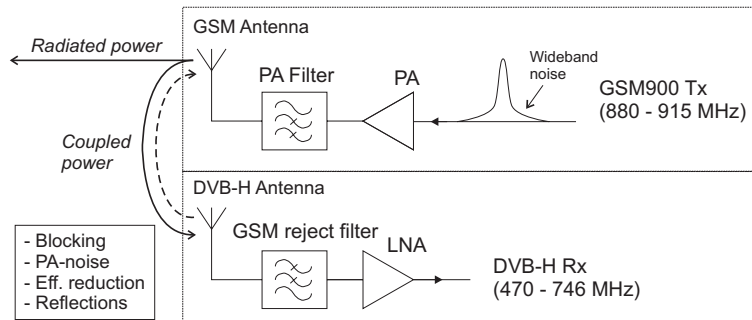 GSM Antenna
Radiated power
PA Filter
PA
Wideband
noise
GSM900 Tx
(880 - 915 MHz)
Coupled
power
DVB-H Antenna
GSM reject filter
LNA
DVB-H Rx
(470 - 746 MHz)
- Blocking
- PA-noise
- Eff. reduction
- Reflections